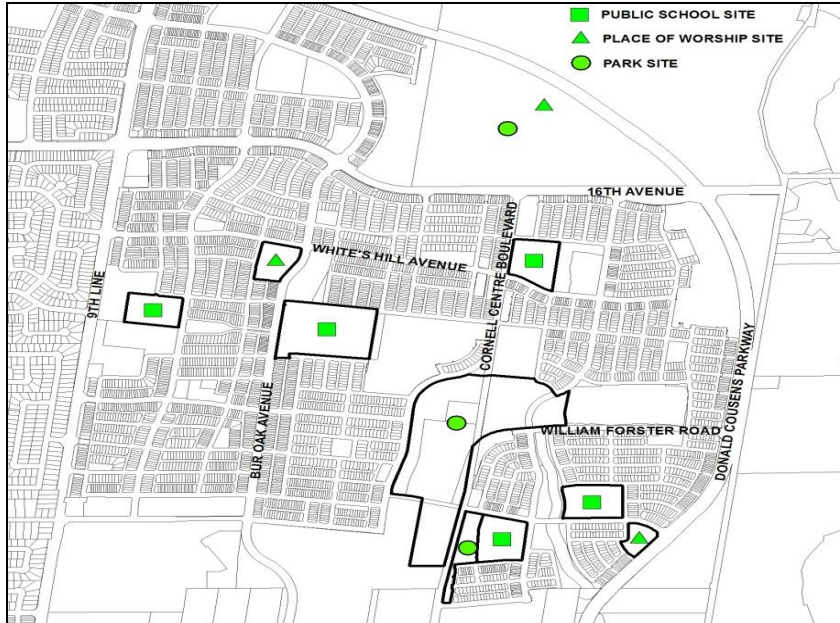 PUBLIC SCHOOL SITE
PLACE OF WORSHIP SITE
PARK SITE
16TH AVENUE
WHITE'S HILL AVENUE
CORNELL CENTRE BOULEVARD
9TH LINE
BUR OAK AVENUE
WILLIAM FORSTER ROAD
DONALD COUSENS PARKWAY